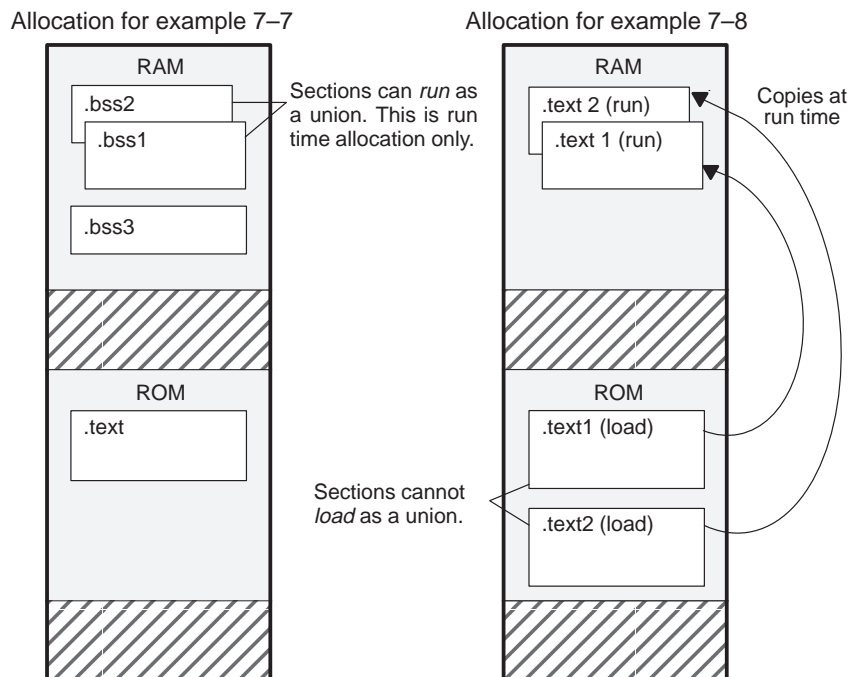 Allocation for example 7–7
RAM
.bss2
.bss1
.bss3
Sections can run as
a union. This is run
time allocation only.
ROM
.text
Allocation for example 7–8
RAM
.text 2 (run)
.text 1 (run)
Copies at
run time
ROM
.text1 (load)
.text2 (load)
Sections cannot
load as a union.